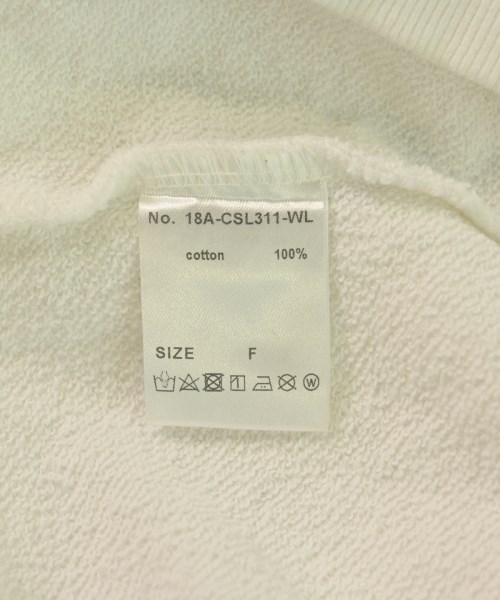 No. 18A-CSL311-WL
cotton 100%
SIZE F
W